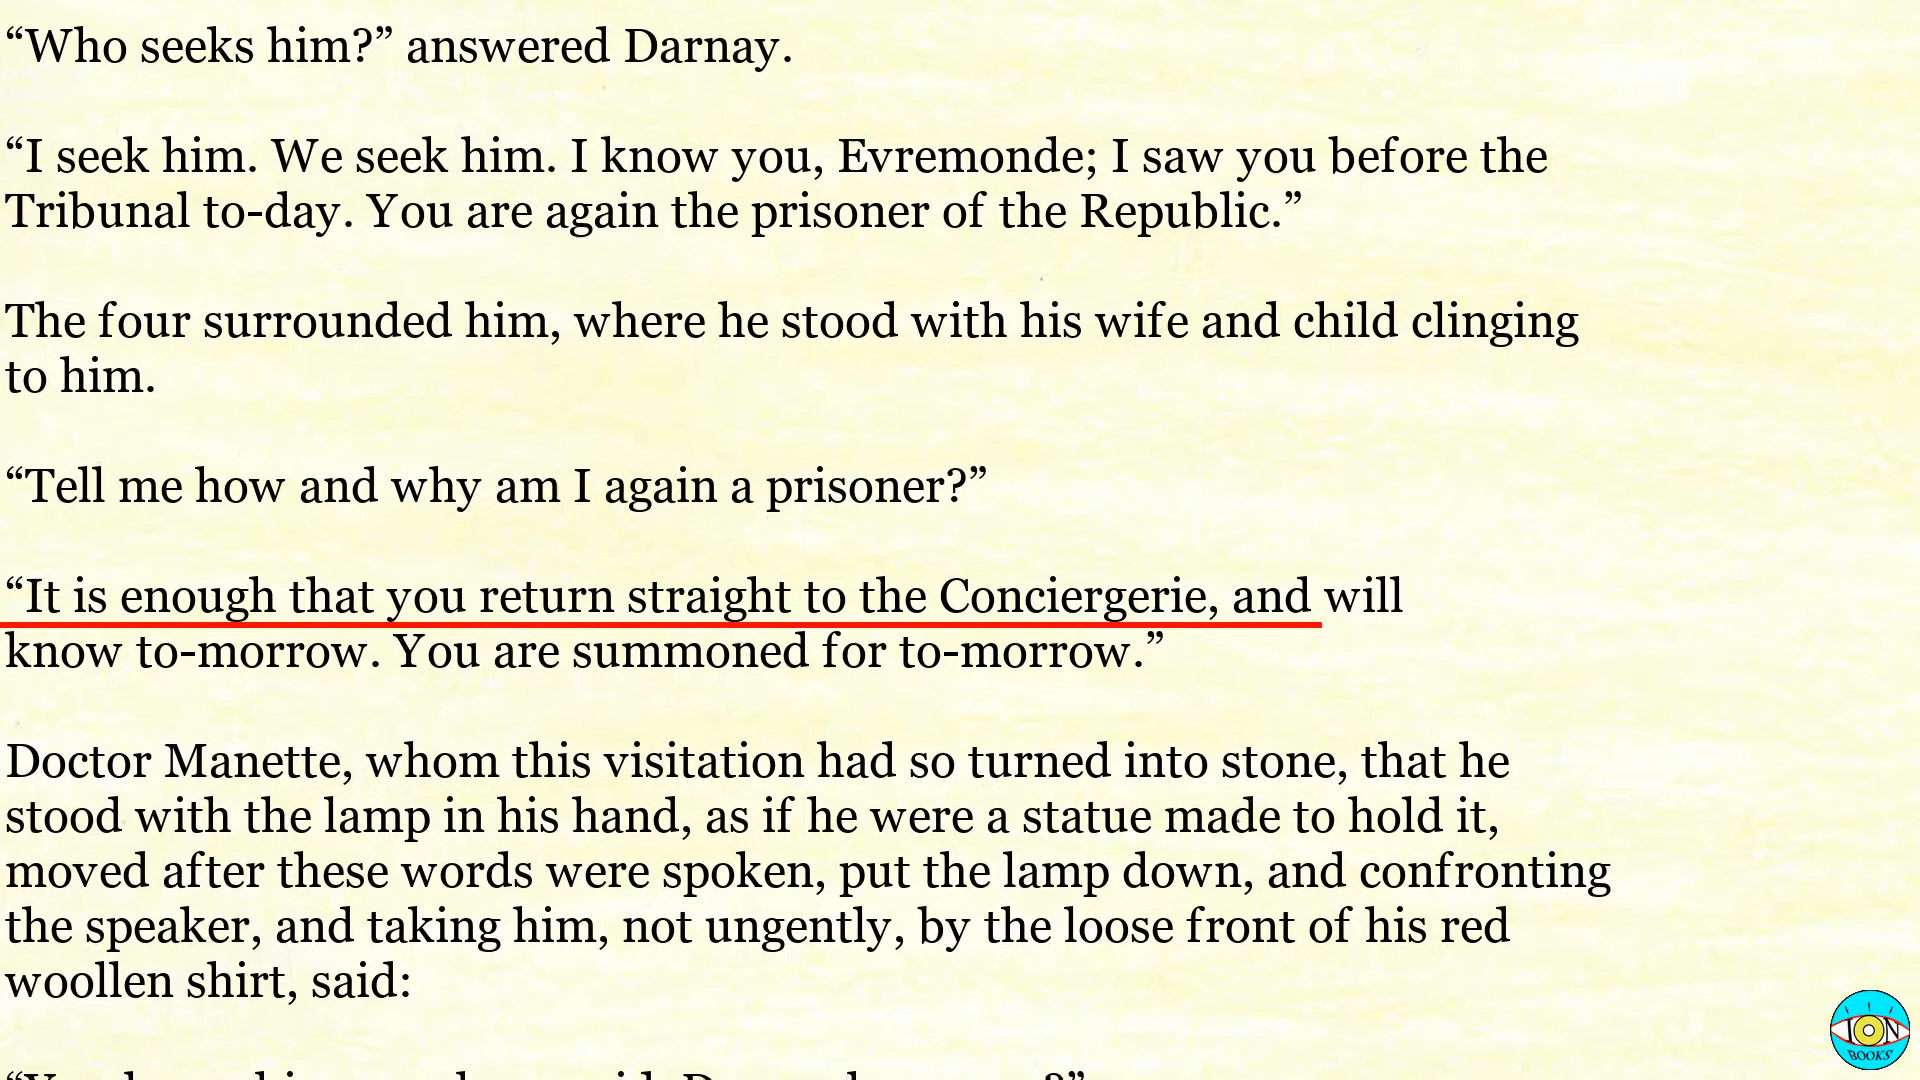 “Who seeks him?” answered Darnay.
“I seek him. We seek him. I know you, Evremonde; I saw you before the
Tribunal to-day. You are again the prisoner of the Republic.”
The four surrounded him, where he stood with his wife and child clinging
to him.
“Tell me how and why am I again a prisoner?”
“It is enough that you return straight to the Conciergerie, and will
know to-morrow. You are summoned for to-morrow.”
Doctor Manette, whom this visitation had so turned into stone, that he
stood with the lamp in his hand, as if he were a statue made to hold it,
moved after these words were spoken, put the lamp down, and confronting
the speaker, and taking him, not ungently, by the loose front of his red
woollen shirt, said:
ION
BOOKS